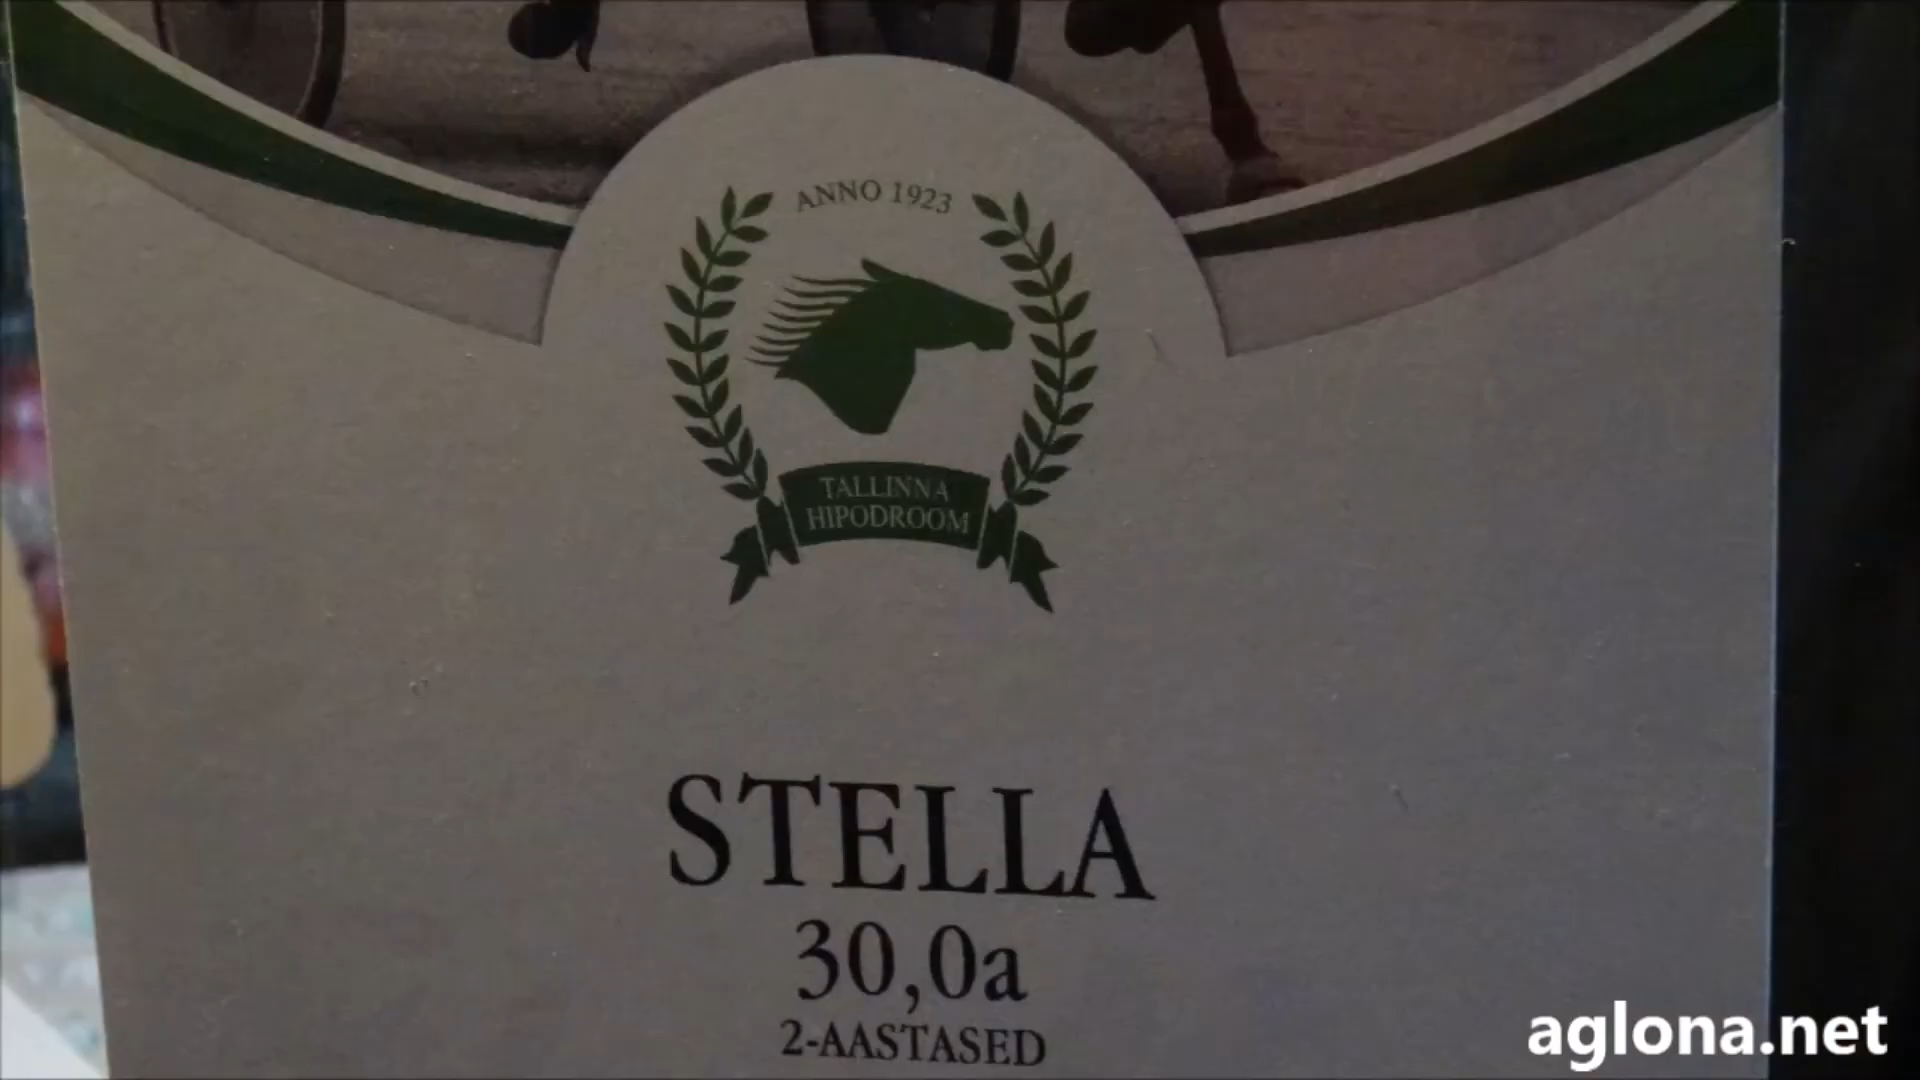 ANNO 1923
TALLINNA
HIPODROOM
STELLA
30,0a
2-AASTASED
aglona.net